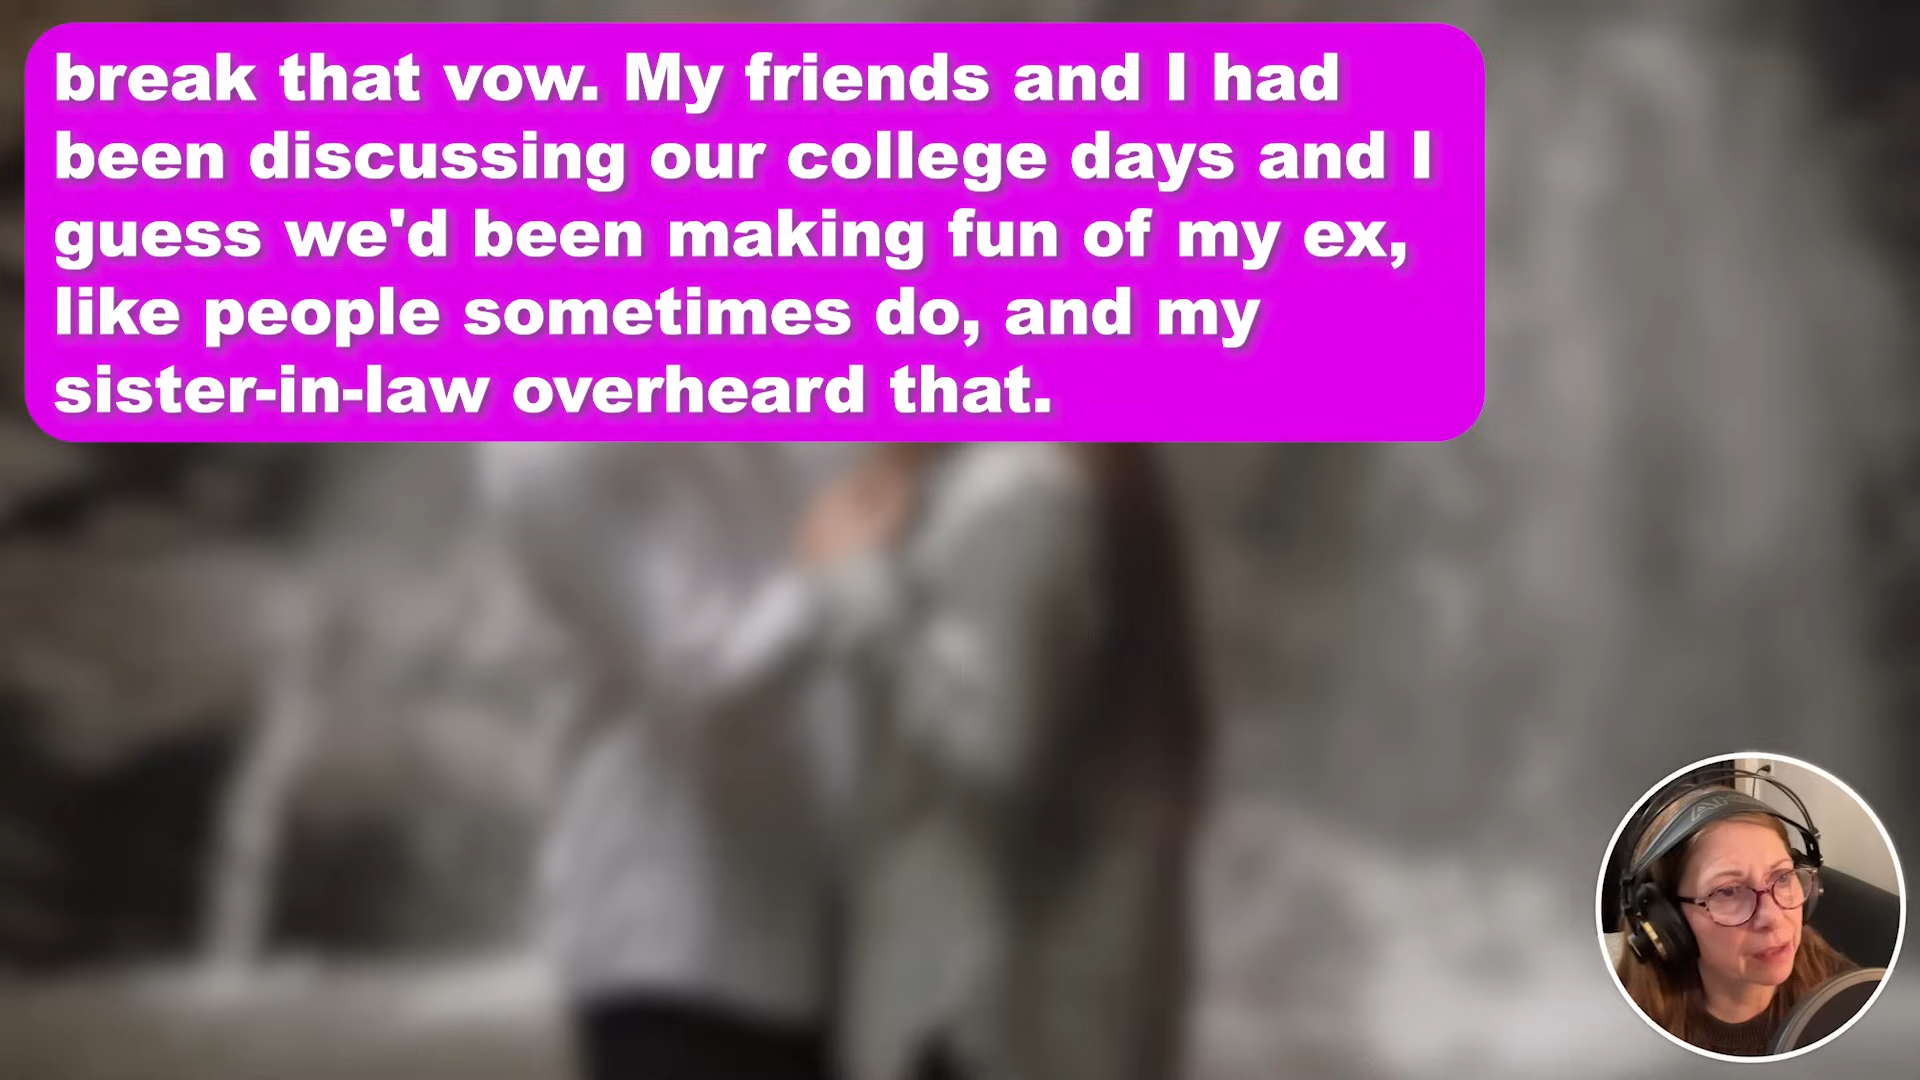 break that vow. My friends and I had
been discussing our college days and I
guess we'd been making fun of my ex,
like people sometimes do, and my
sister-in-law overheard that.